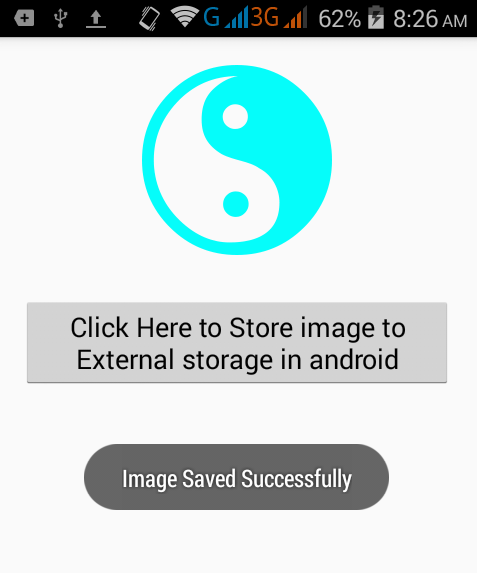 G 3G 62% 8:26 AM
Click Here to Store image to
External storage in android
Image Saved Successfully